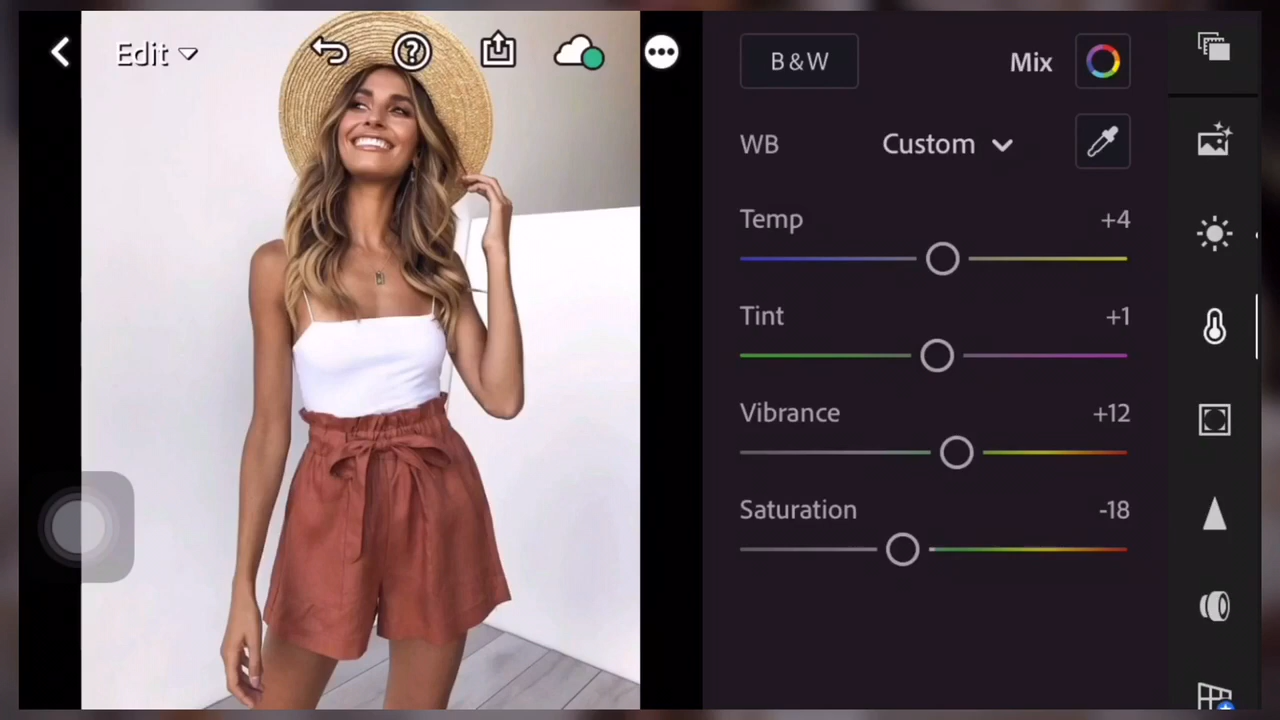 Edit
B&W
Mix
WB
Custom
Temp
+4
Tint
+1
Vibrance
+12
Saturation
-18